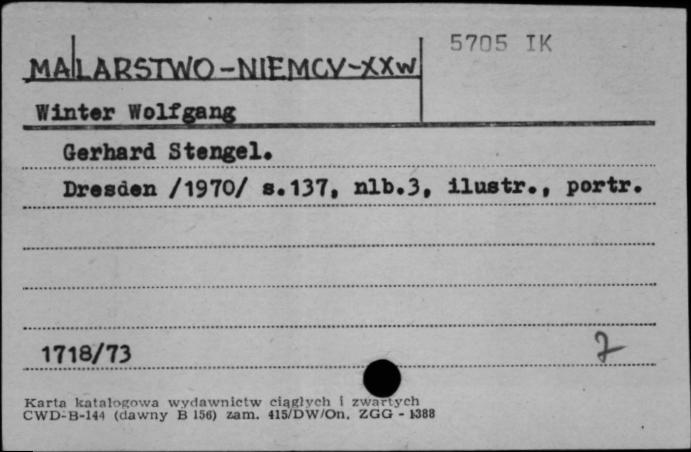 5705 IK
MALARSTWO-NIEMCY-XXw
Winter Wolfgang
Gerhard Stengel.
Dresden /1970/ s.137, nlb.3, ilustr., portr.
1718/73
7
Karta katalogowa wydawnictw ciągłych i zwartych
CWD-B-144 (dawny B 156) zam. 415/DW/On. ZGG - 1388